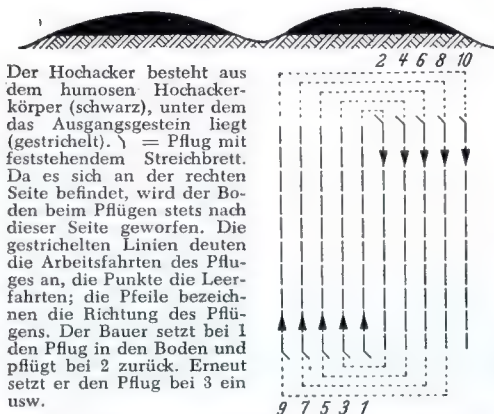 2 4 6 8 10
Der Hochacker besteht aus
dem humosen Hochacker-
körper (schwarz), unter dem
das Ausgangsgestein liegt
(gestrichelt). \ = Pflug mit
feststehendem Streichbrett.
Da es sich an der rechten
Seite befindet, wird der Bo-
den beim Pflügen stets nach
dieser Seite geworfen. Die
gestrichelten Linien deuten
die Arbeitsfahrten des Pflu-
ges an, die Punkte die Leer-
fahrten; die Pfeile bezeich-
nen die Richtung des Pflü-
gens. Der Bauer setzt bei 1
den Pflug in den Boden und
pflügt bei 2 zurück. Erneut
setzt er den Pflug bei 3 ein
usw.
9 7 5 3 1